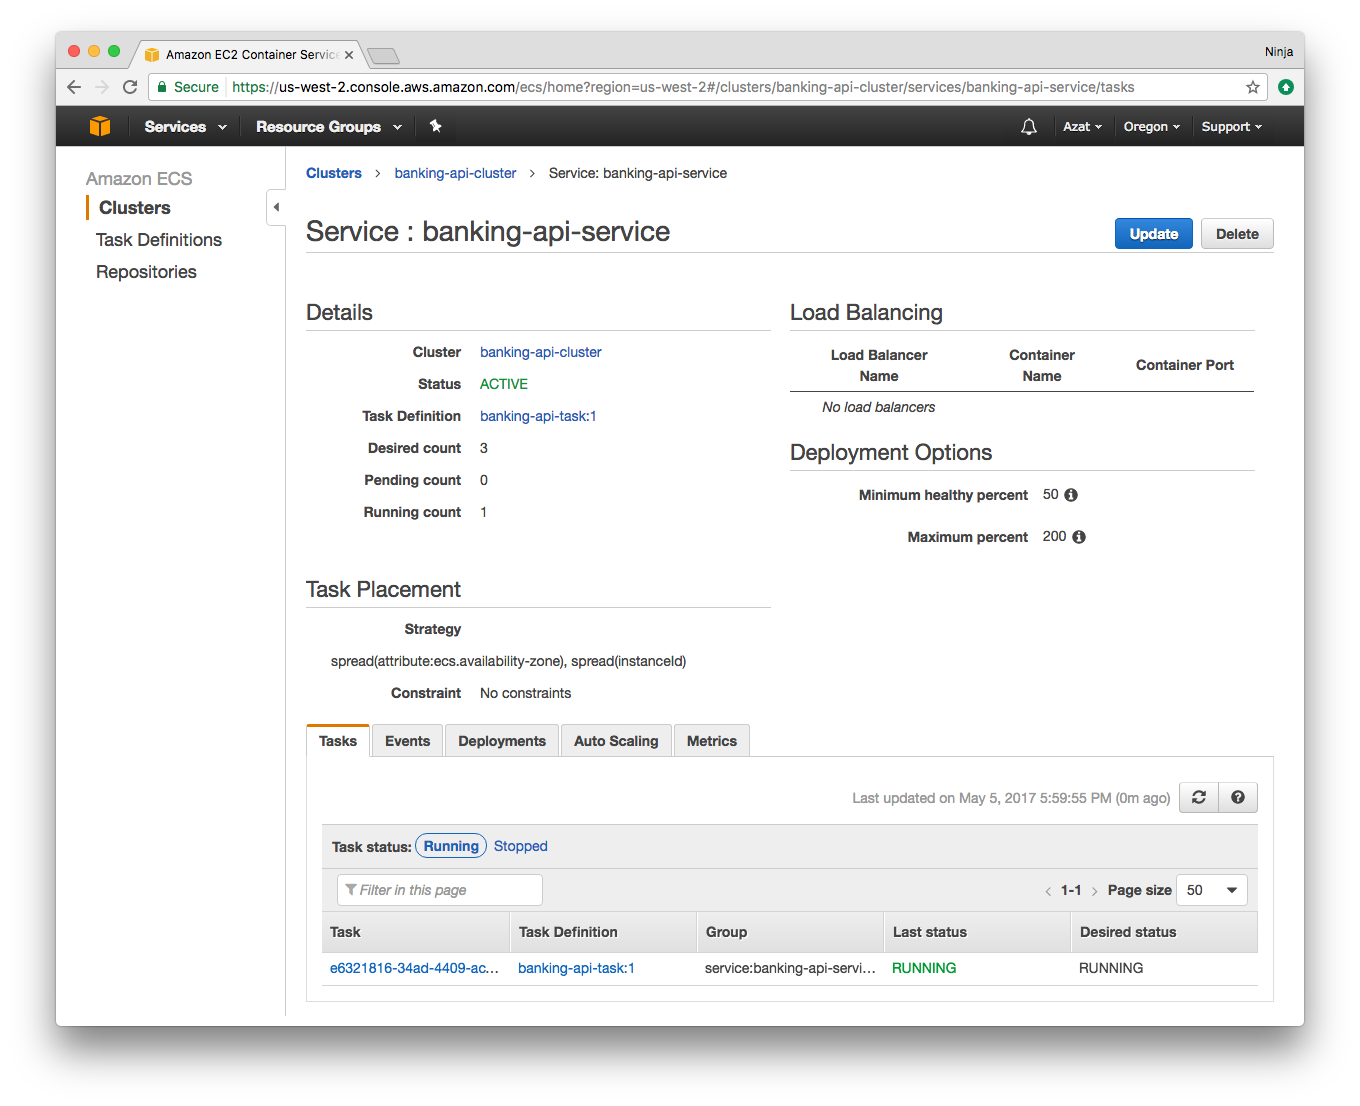 Amazon EC2 Container Service
Ninja
Secure https://us-west-2.console.aws.amazon.com/ecs/home?region=us-west-2#/clusters/banking-api-cluster/services/banking-api-service/tasks
Services Resource Groups Azat Oregon Support
Amazon ECS
Clusters
Task Definitions
Repositories
Clusters > banking-api-cluster > Service: banking-api-service
Service : banking-api-service
Update Delete
Details
Cluster banking-api-cluster
Status ACTIVE
Task Definition banking-api-task:1
Desired count 3
Pending count 0
Running count 1
Load Balancing
Load Balancer Name Container Name Container Port
No load balancers
Deployment Options
Minimum healthy percent 50
Maximum percent 200
Task Placement
Strategy
spread(attribute:ecs.availability-zone), spread(instanceId)
Constraint No constraints
Tasks Events Deployments Auto Scaling Metrics
Last updated on May 5, 2017 5:59:55 PM (0m ago)
Task status: Running Stopped
Filter in this page
< 1-1 > Page size 50
Task Task Definition Group Last status Desired status
e6321816-34ad-4409-ac... banking-api-task:1 service:banking-api-servi... RUNNING RUNNING